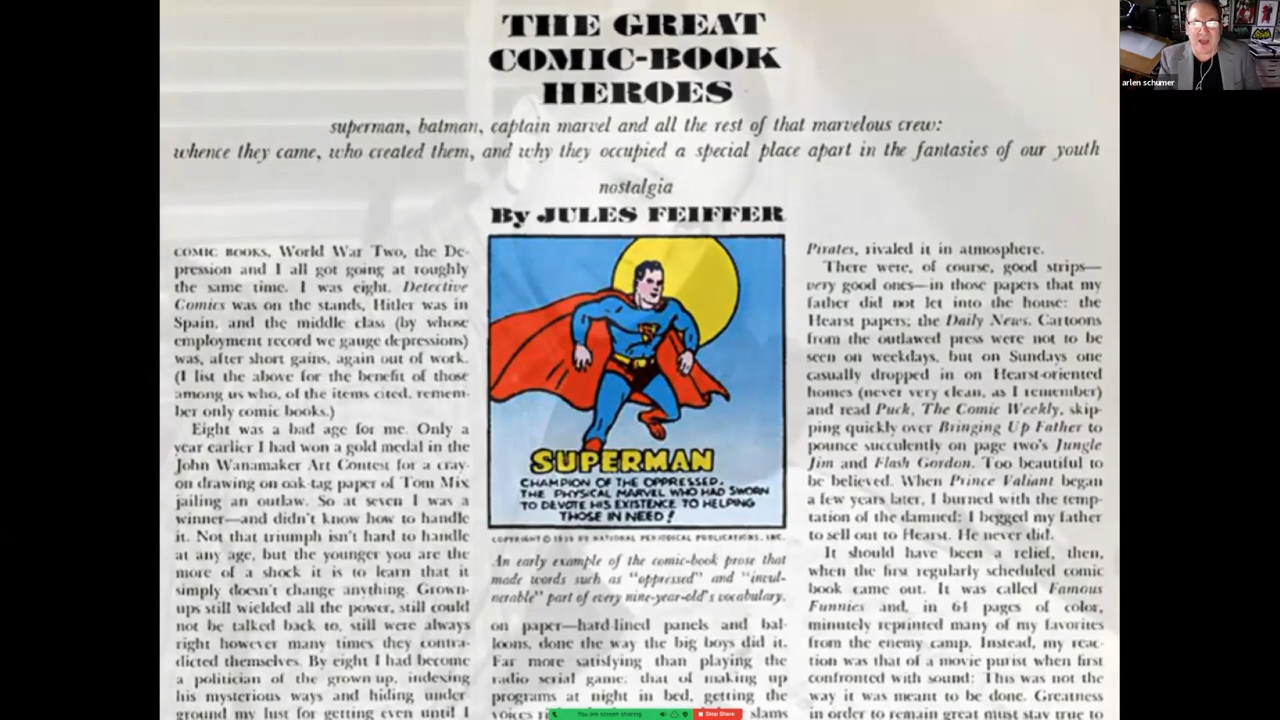 THE GREAT
COMIC-BOOK
HEROES
superman, batman, captain marvel and all the rest of that marvelous crew:
whence they came, who created them, and why they occupied a special place apart in the fantasies of our youth
nostalgia
By JULES FEIFFER
COMIC BOOKS, World War Two, the De-
pression and I all got going at roughly
the same time. I was eight. Detective
Comics was on the stands, Hitler was in
Spain, and the middle class (by whose
employment record we gauge depressions)
was, after short gains, again out of work.
(I list the above for the benefit of those
among us who, of the items cited, remem-
ber only comic books.)
Eight was a bad age for me. Only a
year earlier I had won a gold medal in the
John Wanamaker Art Contest for a cray-
on drawing on oak-tag paper of Tom Mix
jailing an outlaw. So at seven I was a
winner—and didn't know how to handle
it. Not that triumph isn't hard to handle
at any age, but the younger you are the
more of a shock it is to learn that it
simply doesn't change anything. Grown-
ups still wielded all the power, still could
not be talked back to, still were always
right however many times they contra-
dicted themselves. By eight I had become
a politician of the grown up, indexing
his mysterious ways and hiding under-
ground my lust for getting even until I
SUPERMAN
CHAMPION OF THE OPPRESSED,
THE PHYSICAL MARVEL WHO HAD SWORN
TO DEVOTE HIS EXISTENCE TO HELPING
THOSE IN NEED!
COPYRIGHT © 1939 BY NATIONAL PERIODICAL PUBLICATIONS, INC.
An early example of the comic-book prose that
made words such as "oppressed" and "invul-
nerable" part of every nine-year-old's vocabulary.
on paper—hard-lined panels and bal-
loons, done the way the big boys did it.
Far more satisfying than playing the
radio serial game: that of making up
programs at night in bed, getting the
voices slams
Pirates, rivaled it in atmosphere.
There were, of course, good strips—
very good ones—in those papers that my
father did not let into the house: the
Hearst papers; the Daily News. Cartoons
from the outlawed press were not to be
seen on weekdays, but on Sundays one
casually dropped in on Hearst-oriented
homes (never very clean, as I remember)
and read Puck, The Comic Weekly, skip-
ping quickly over Bringing Up Father to
pounce succulently on page two's Jungle
Jim and Flash Gordon. Too beautiful to
be believed. When Prince Valiant began
a few years later, I burned with the temp-
tation of the damned: I begged my father
to sell out to Hearst. He never did.
It should have been a relief, then,
when the first regularly scheduled comic
book came out. It was called Famous
Funnies and, in 64 pages of color,
minutely reprinted many of my favorites
from the enemy camp. Instead, my reac-
tion was that of a movie purist when first
confronted with sound: This was not the
way it was meant to be done. Greatness
in order to remain great must stay true to
arlen schumer
You are screen sharing
Stop Share